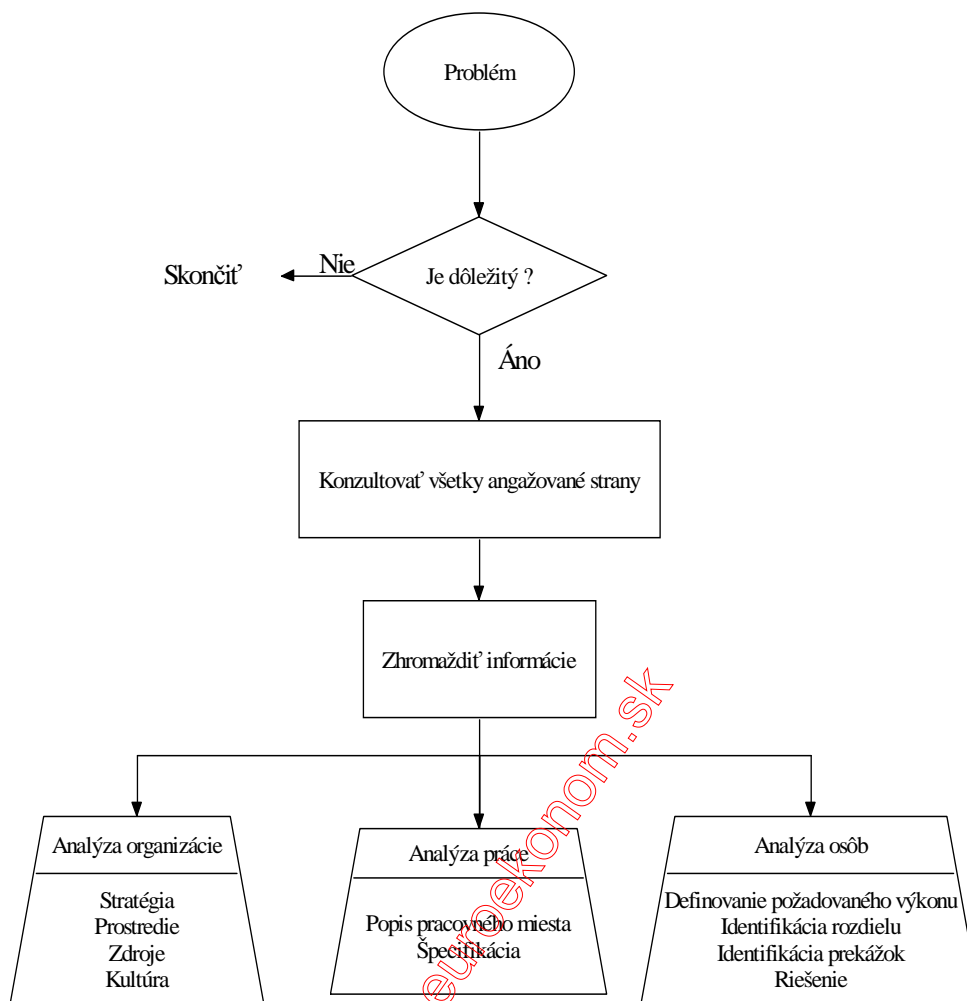 Problém
Je dôležitý ?
Nie
Skončiť
Áno
Konzultovať všetky angažované strany
Zhromaždiť informácie
Analýza organizácie
Stratégia
Prostredie
Zdroje
Kultúra
Analýza práce
Popis pracovného miesta
Špecifikácia
Analýza osôb
Definovanie požadovaného výkonu
Identifikácia rozdielu
Identifikácia prekážok
Riešenie
euroekonom.sk